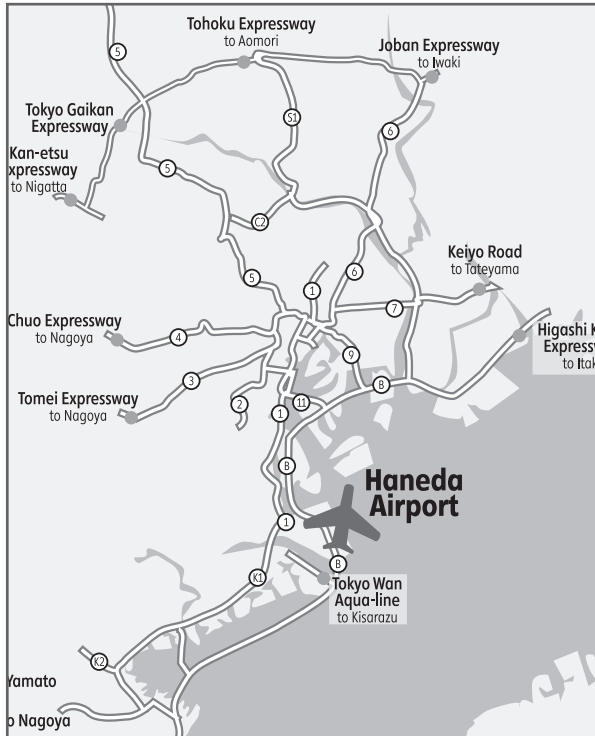 Tohoku Expressway
to Aomori
Joban Expressway
to Iwaki
5
S1
6
Tokyo Gaikan
Expressway
Kan-etsu
xpressway
to Nigatta
5
C2
5
1
6
Keiyo Road
to Tateyama
7
Chuo Expressway
to Nagoya
4
9
Higashi K
Expressw
to Itak
3
B
Tomei Expressway
to Nagoya
2
1
11
B
Haneda
Airport
1
B
K1
Tokyo Wan
Aqua-line
to Kisarazu
K2
Yamato
o Nagoya